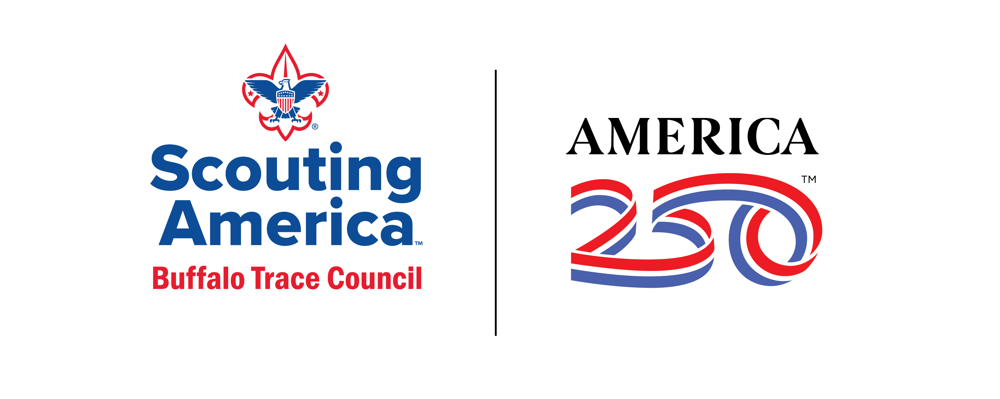 ®
Scouting
America™
Buffalo Trace Council
AMERICA
250™